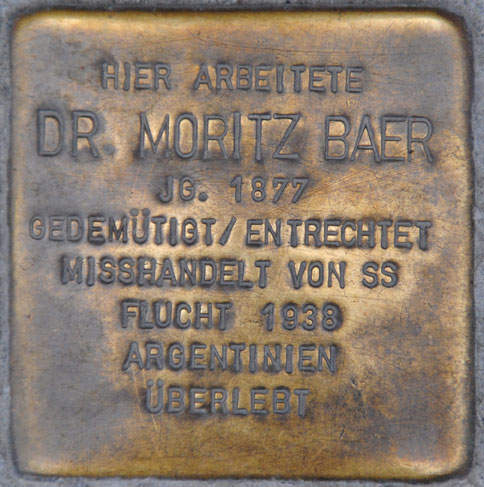 HIER ARBEITETE
DR. MORITZ BAER
JG. 1877
GEDEMÜTIGT/ENTRECHTET
MISSHANDELT VON SS
FLUCHT 1938
ARGENTINIEN
ÜBERLEBT